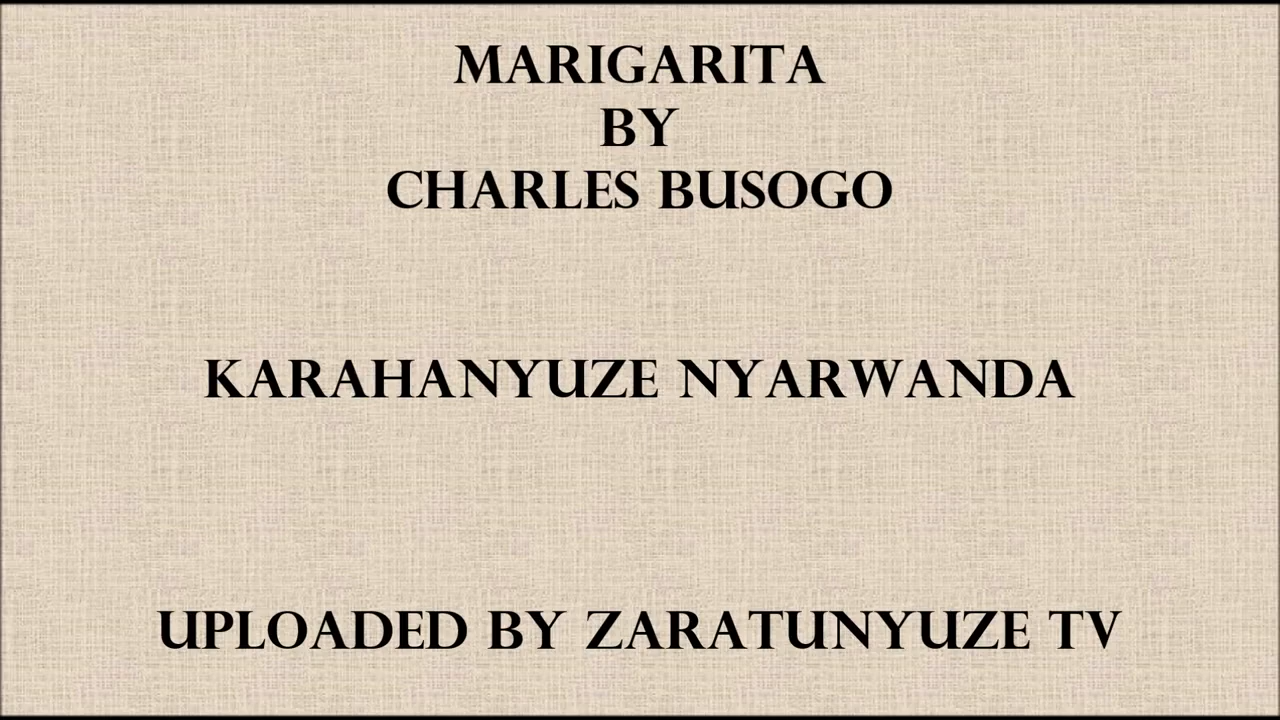 MARIGARITA
BY
CHARLES BUSOGO
KARAHANYUZE NYARWANDA
UPLOADED BY ZARATUNYUZE TV